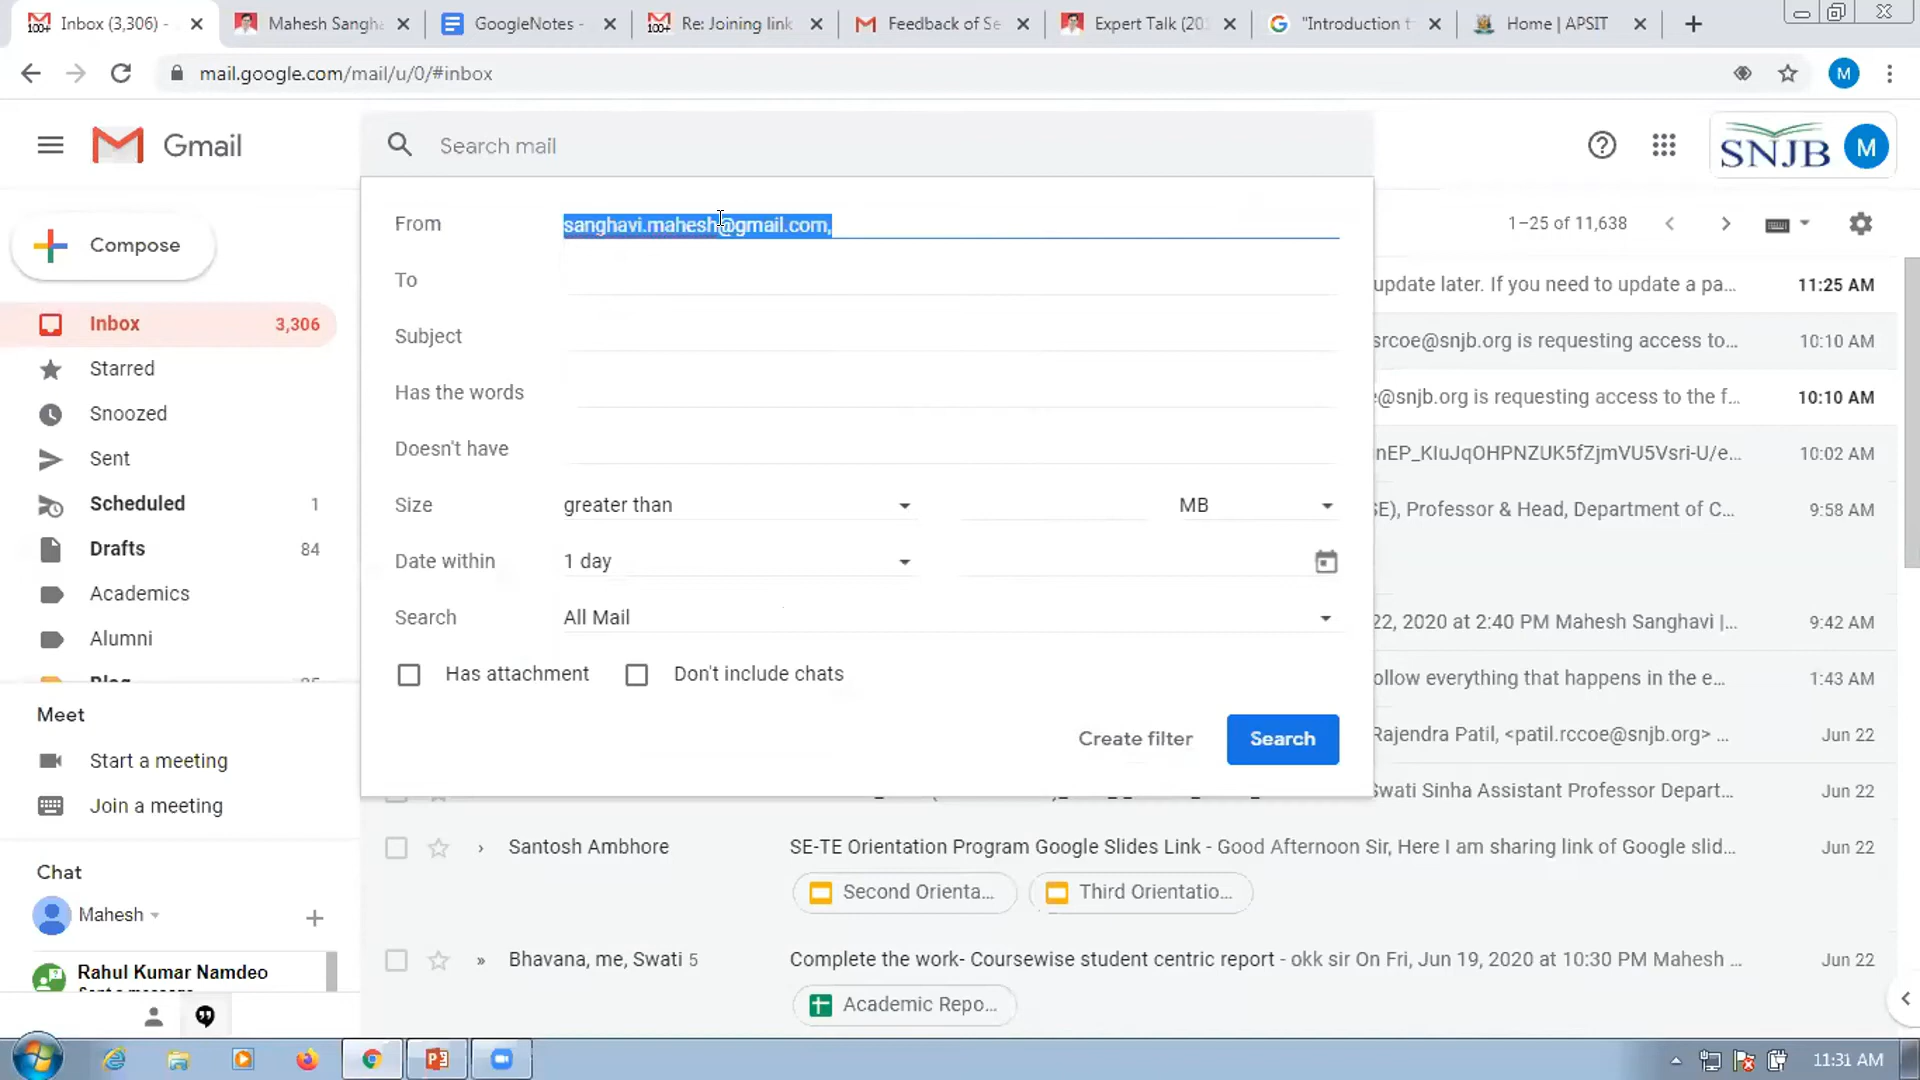 Inbox (3,306) - Mahesh Sangha GoogleNotes - Re: Joining link Feedback of Se Expert Talk (20 "Introduction t Home | APSIT
mail.google.com/mail/u/0/#inbox M
Gmail Search mail SNJB M
From sanghavi.mahesh@gmail.com, 1–25 of 11,638
Compose
To update later. If you need to update a pa... 11:25 AM
Inbox 3,306
Subject srcoe@snjb.org is requesting access to... 10:10 AM
Starred
Has the words e@snjb.org is requesting access to the f... 10:10 AM
Snoozed
Doesn't have nEP_KIuJqOHPNZUK5fZjmVU5Vsri-U/e... 10:02 AM
Sent
Size greater than MB SE), Professor & Head, Department of C... 9:58 AM
Scheduled 1
Drafts 84
Date within 1 day
Academics
Search All Mail 22, 2020 at 2:40 PM Mahesh Sanghavi |... 9:42 AM
Alumni
Has attachment Don't include chats ollow everything that happens in the e... 1:43 AM
Meet
Create filter Search Rajendra Patil, <patil.rccoe@snjb.org> ... Jun 22
Start a meeting
Swati Sinha Assistant Professor Depart... Jun 22
Join a meeting
Santosh Ambhore SE-TE Orientation Program Google Slides Link - Good Afternoon Sir, Here I am sharing link of Google slid... Jun 22
Chat
Second Orienta... Third Orientatio...
Mahesh
Bhavana, me, Swati 5 Complete the work- Coursewise student centric report - okk sir On Fri, Jun 19, 2020 at 10:30 PM Mahesh ... Jun 22
Rahul Kumar Namdeo
Academic Repo...
11:31 AM